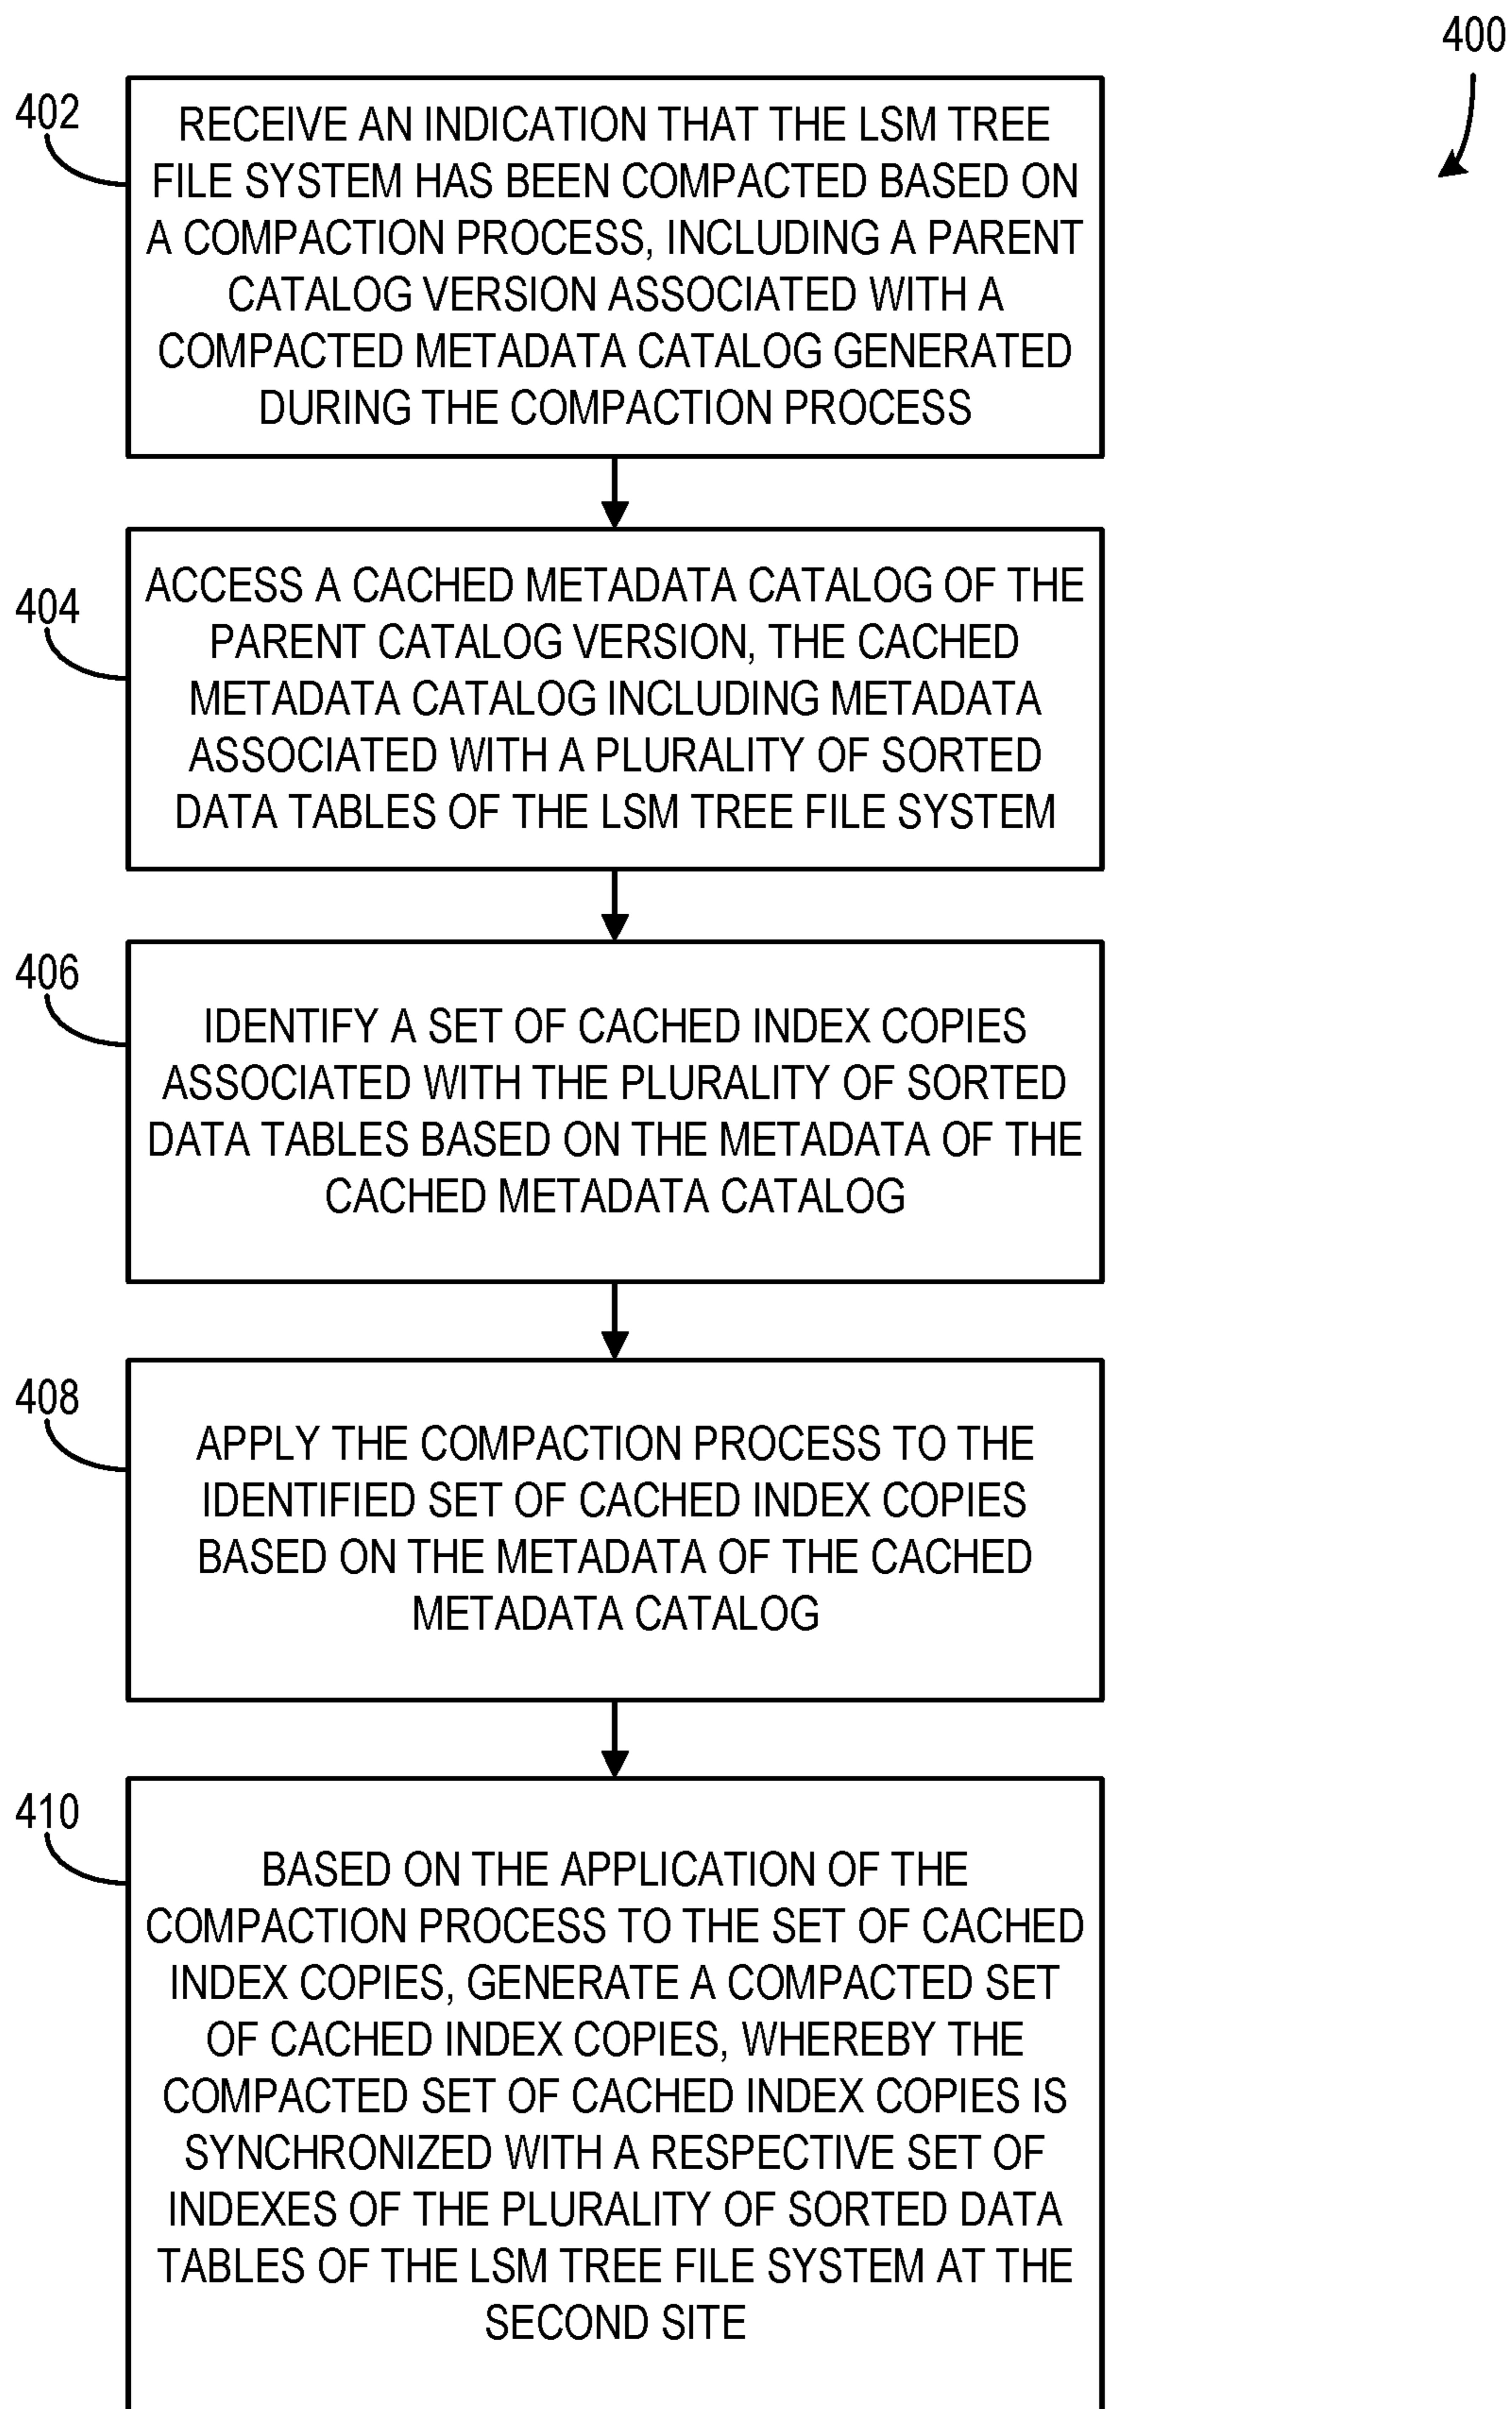 400
402
RECEIVE AN INDICATION THAT THE LSM TREE
FILE SYSTEM HAS BEEN COMPACTED BASED ON
A COMPACTION PROCESS, INCLUDING A PARENT
CATALOG VERSION ASSOCIATED WITH A
COMPACTED METADATA CATALOG GENERATED
DURING THE COMPACTION PROCESS
404
ACCESS A CACHED METADATA CATALOG OF THE
PARENT CATALOG VERSION, THE CACHED
METADATA CATALOG INCLUDING METADATA
ASSOCIATED WITH A PLURALITY OF SORTED
DATA TABLES OF THE LSM TREE FILE SYSTEM
406
IDENTIFY A SET OF CACHED INDEX COPIES
ASSOCIATED WITH THE PLURALITY OF SORTED
DATA TABLES BASED ON THE METADATA OF THE
CACHED METADATA CATALOG
408
APPLY THE COMPACTION PROCESS TO THE
IDENTIFIED SET OF CACHED INDEX COPIES
BASED ON THE METADATA OF THE CACHED
METADATA CATALOG
410
BASED ON THE APPLICATION OF THE
COMPACTION PROCESS TO THE SET OF CACHED
INDEX COPIES, GENERATE A COMPACTED SET
OF CACHED INDEX COPIES, WHEREBY THE
COMPACTED SET OF CACHED INDEX COPIES IS
SYNCHRONIZED WITH A RESPECTIVE SET OF
INDEXES OF THE PLURALITY OF SORTED DATA
TABLES OF THE LSM TREE FILE SYSTEM AT THE
SECOND SITE